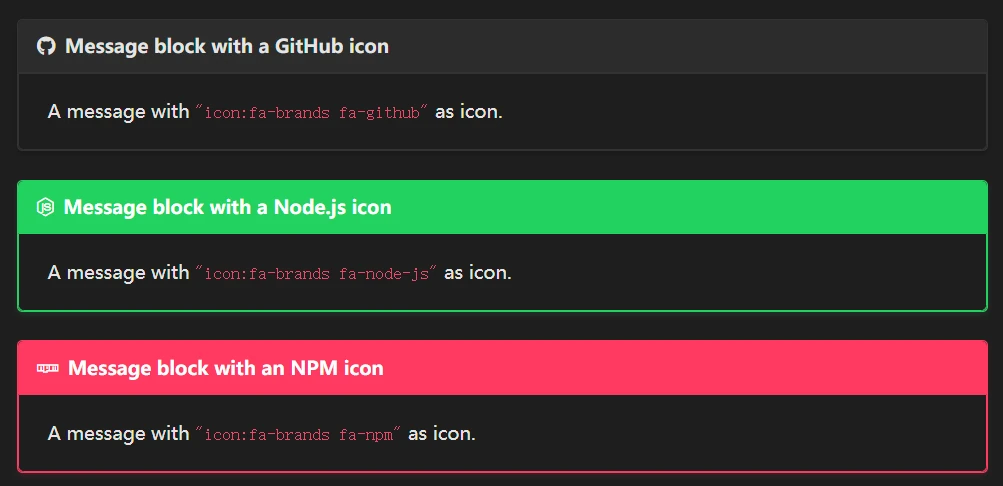 Message block with a GitHub icon
A message with "icon:fa-brands fa-github" as icon.
JS Message block with a Node.js icon
A message with "icon:fa-brands fa-node-js" as icon.
npm Message block with an NPM icon
A message with "icon:fa-brands fa-npm" as icon.